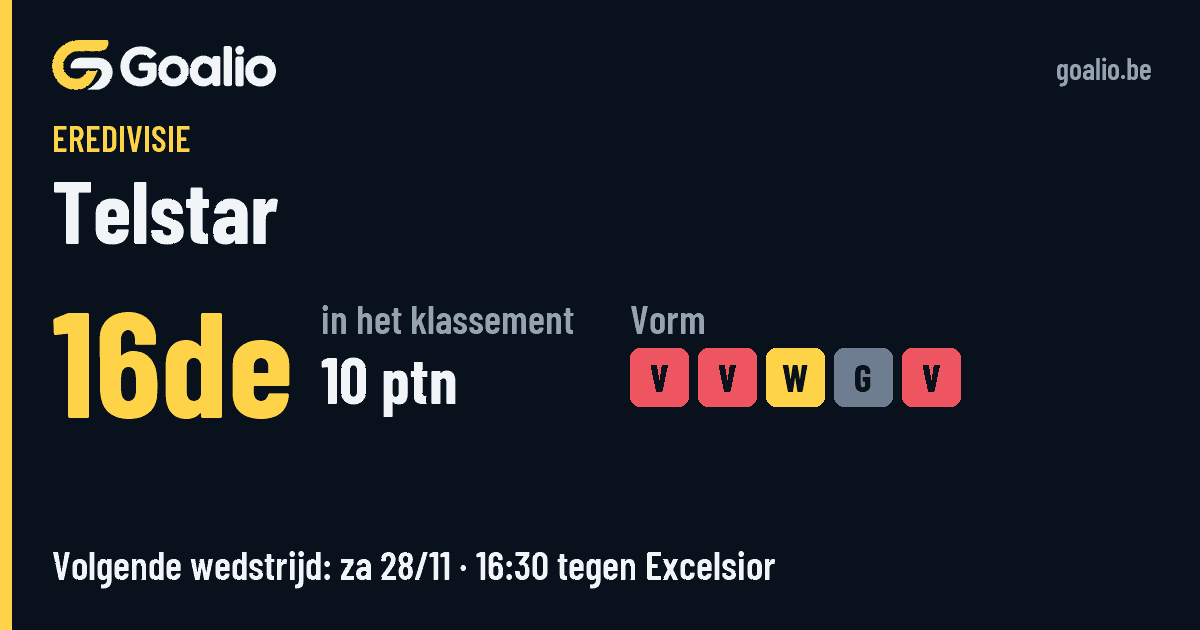 Goalio
goalio.be
EREDIVISIE
Telstar
16de
in het klassement
10 ptn
Vorm
V V W G V
Volgende wedstrijd: za 28/11 · 16:30 tegen Excelsior